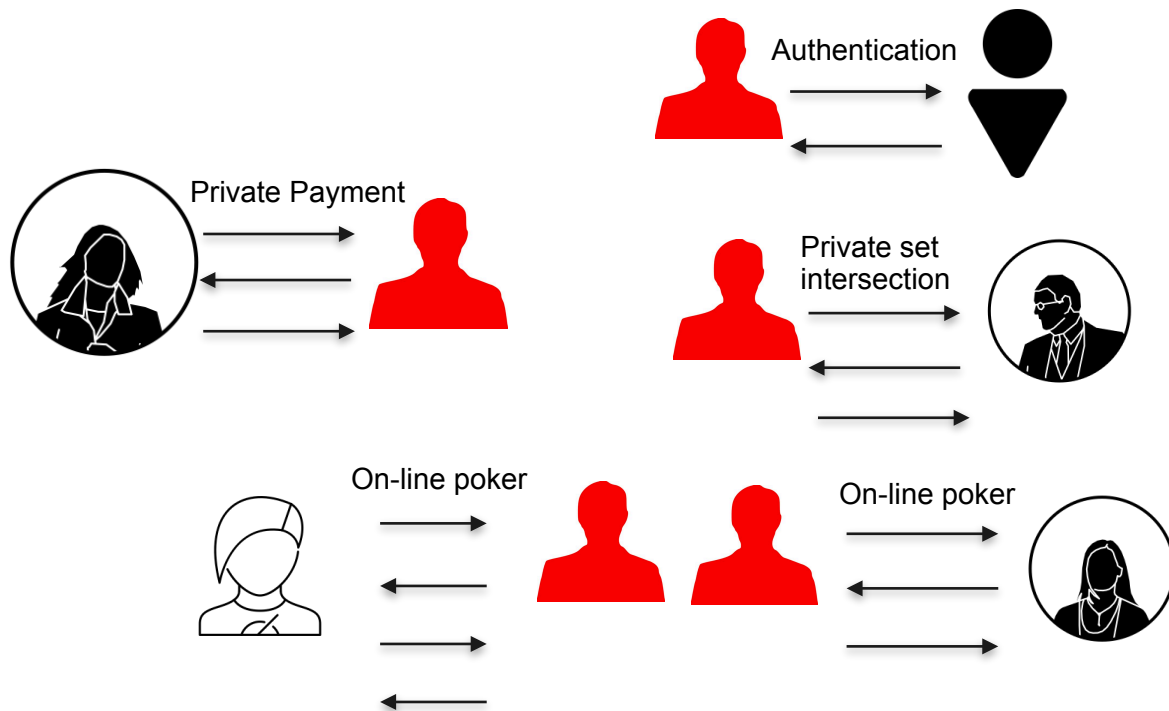 Authentication
Private Payment
Private set
intersection
On-line poker
On-line poker